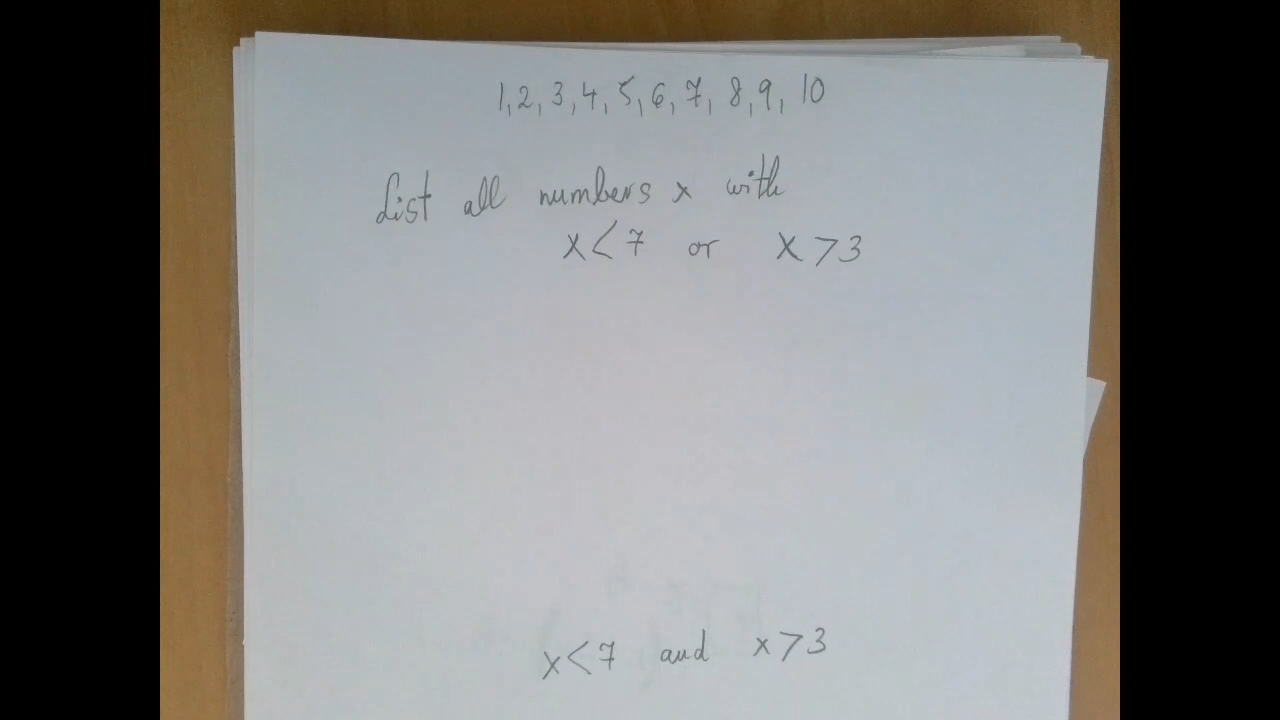 1, 2, 3, 4, 5, 6, 7, 8, 9, 10
List all numbers x with
x < 7 or x > 3
x < 7 and x > 3